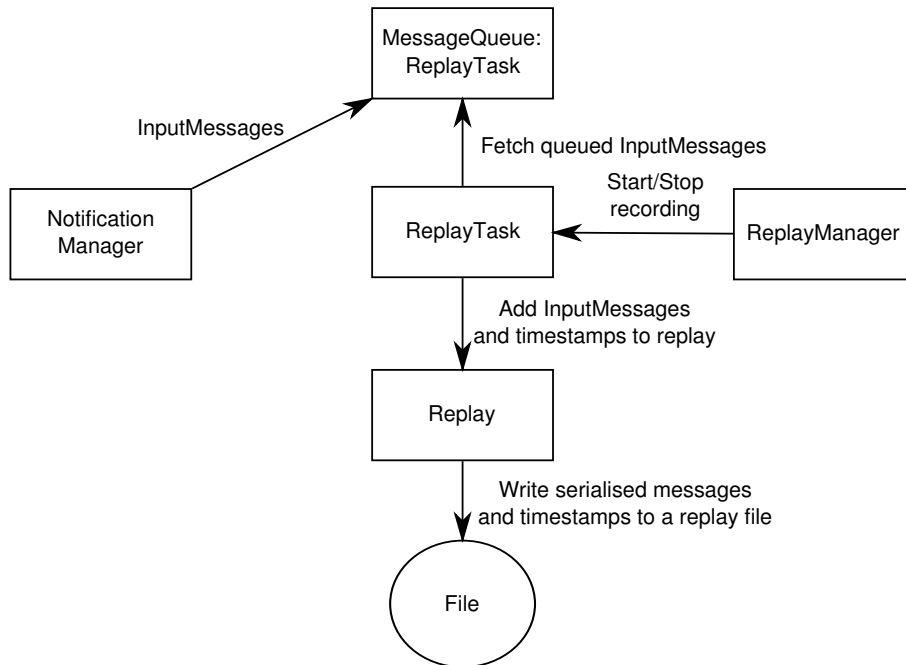 MessageQueue:
ReplayTask
InputMessages
Fetch queued InputMessages
Start/Stop
recording
Notification
Manager
ReplayTask
ReplayManager
Add InputMessages
and timestamps to replay
Replay
Write serialised messages
and timestamps to a replay file
File